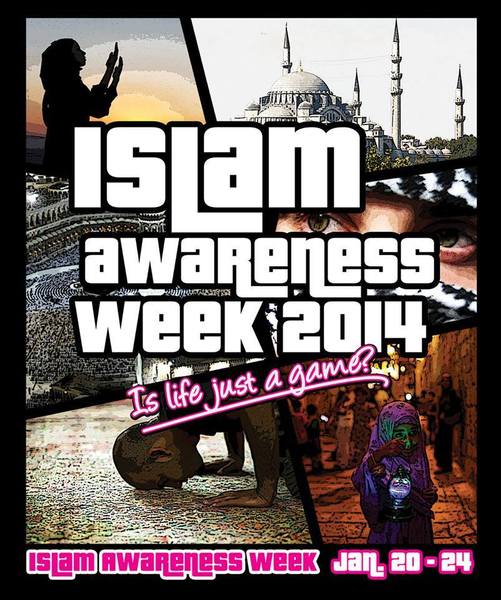 ISLam
awareness
week 2014
Is life just a game?
ISLam awareness week Jan. 20 - 24